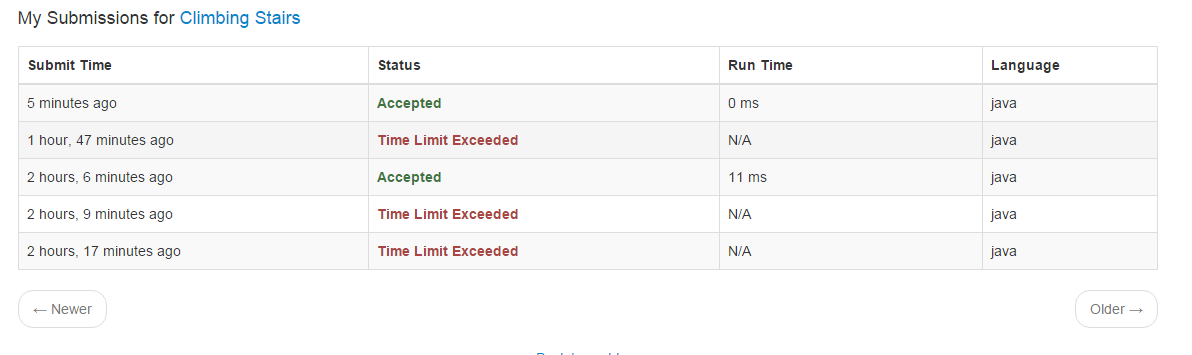 My Submissions for Climbing Stairs
Submit Time Status Run Time Language
5 minutes ago Accepted 0 ms java
1 hour, 47 minutes ago Time Limit Exceeded N/A java
2 hours, 6 minutes ago Accepted 11 ms java
2 hours, 9 minutes ago Time Limit Exceeded N/A java
2 hours, 17 minutes ago Time Limit Exceeded N/A java
← Newer Older →